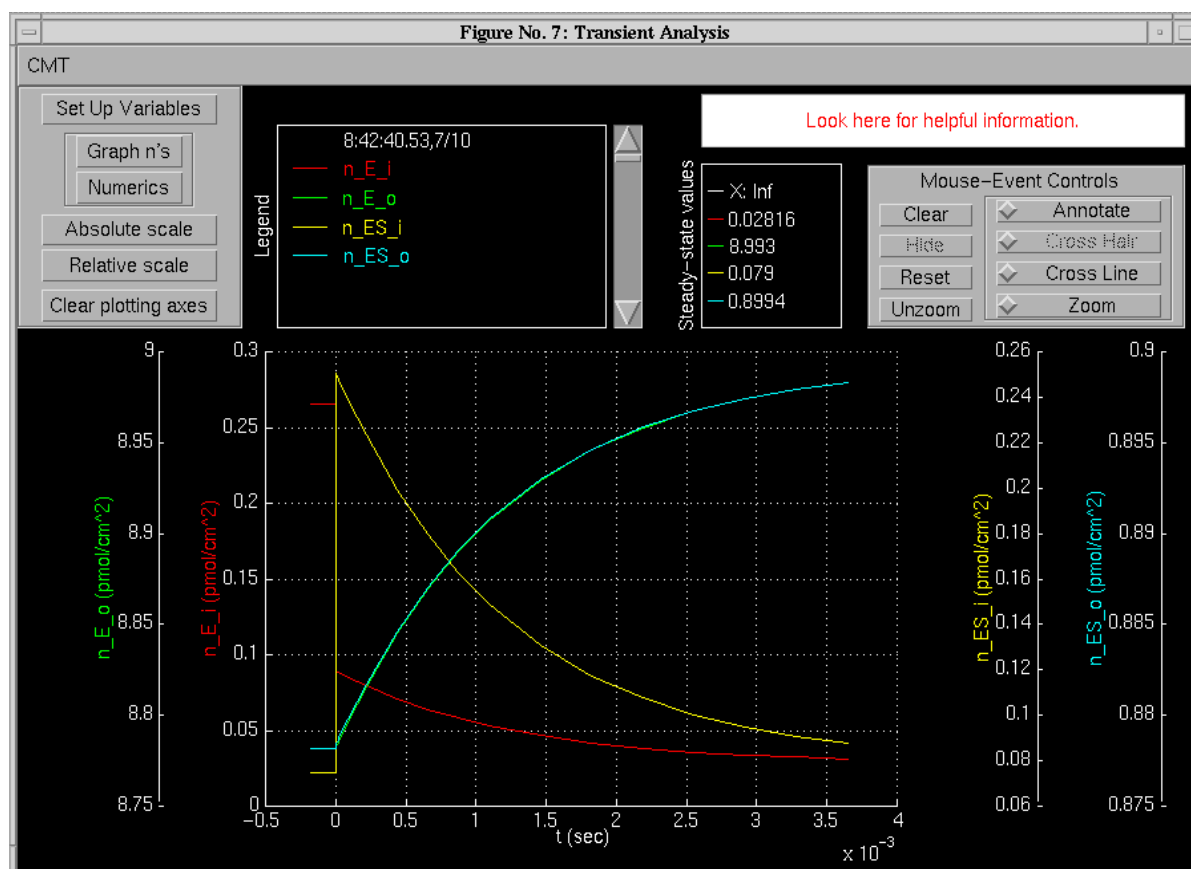 Figure No. 7: Transient Analysis
CMT
Set Up Variables
Graph n's
Numerics
Absolute scale
Relative scale
Clear plotting axes
Legend
8:42:40.53,7/10
n_E_i
n_E_o
n_ES_i
n_ES_o
Look here for helpful information.
Steady-state values
X: Inf
0.02816
8.993
0.079
0.8994
Mouse-Event Controls
Clear
Hide
Reset
Unzoom
Annotate
Cross Hair
Cross Line
Zoom
n_E_o (pmol/cm^2)
9
8.95
8.9
8.85
8.8
8.75
n_E_i (pmol/cm^2)
0.3
0.25
0.2
0.15
0.1
0.05
0
-0.5
0
0.5
1
1.5
2
2.5
3
3.5
4
t (sec)
x 10^-3
n_ES_i (pmol/cm^2)
0.26
0.24
0.22
0.2
0.18
0.16
0.14
0.12
0.1
0.08
0.06
n_ES_o (pmol/cm^2)
0.9
0.895
0.89
0.885
0.88
0.875